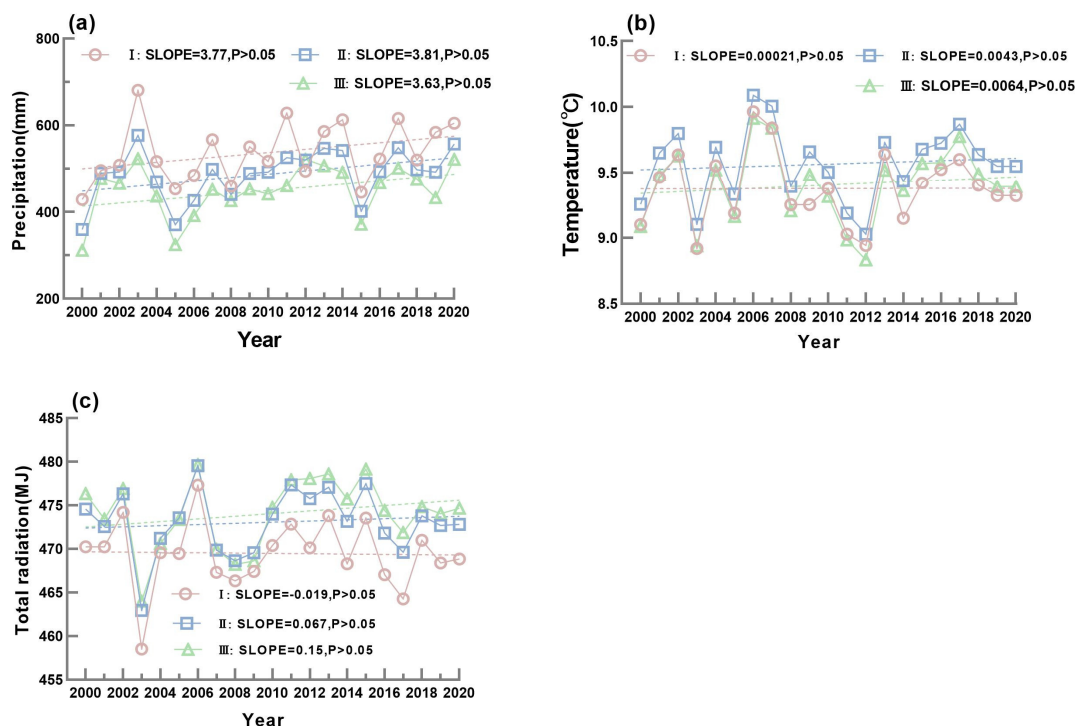 (a)
800
600
400
200
Precipitation(mm)
Ⅰ: SLOPE=3.77,P>0.05
Ⅱ: SLOPE=3.81,P>0.05
Ⅲ: SLOPE=3.63,P>0.05
2000 2002 2004 2006 2008 2010 2012 2014 2016 2018 2020
Year
(b)
10.5
10.0
9.5
9.0
8.5
Temperature(℃)
Ⅰ: SLOPE=0.00021,P>0.05
Ⅱ: SLOPE=0.0043,P>0.05
Ⅲ: SLOPE=0.0064,P>0.05
2000 2002 2004 2006 2008 2010 2012 2014 2016 2018 2020
Year
(c)
485
480
475
470
465
460
455
Total radiation(MJ)
Ⅰ: SLOPE=-0.019,P>0.05
Ⅱ: SLOPE=0.067,P>0.05
Ⅲ: SLOPE=0.15,P>0.05
2000 2002 2004 2006 2008 2010 2012 2014 2016 2018 2020
Year